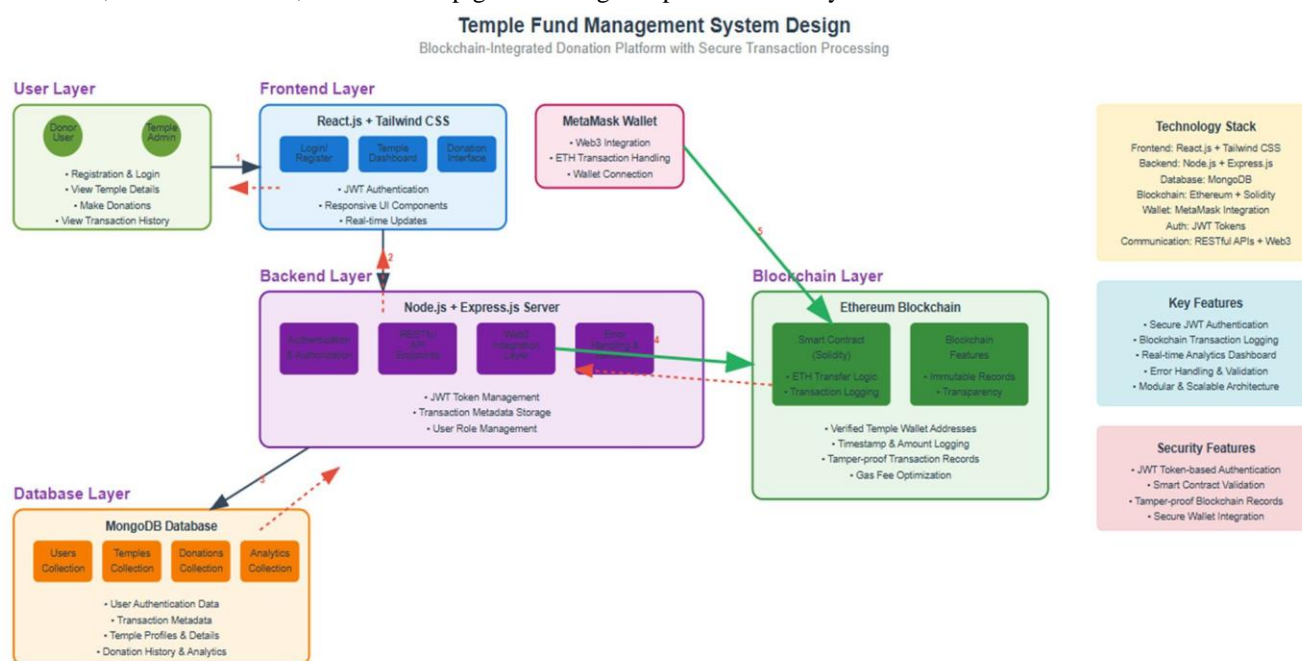 Temple Fund Management System Design
Blockchain-Integrated Donation Platform with Secure Transaction Processing
User Layer
Donor
User
Temple
Admin
• Registration & Login
• View Temple Details
• Make Donations
• View Transaction History
1
Frontend Layer
React.js + Tailwind CSS
Login/
Register
Temple
Dashboard
Donation
Interface
• JWT Authentication
• Responsive UI Components
• Real-time Updates
2
MetaMask Wallet
• Web3 Integration
• ETH Transaction Handling
• Wallet Connection
5
Backend Layer
Node.js + Express.js Server
Authentication
& Authorization
RESTful
API
Endpoints
Web3
Integration
Layer
Error
Handling &
4
• JWT Token Management
• Transaction Metadata Storage
• User Role Management
3
Blockchain Layer
Ethereum Blockchain
Smart Contract
(Solidity)
• ETH Transfer Logic
• Transaction Logging
Blockchain
Features
• Immutable Records
• Transparency
• Verified Temple Wallet Addresses
• Timestamp & Amount Logging
• Tamper-proof Transaction Records
• Gas Fee Optimization
Database Layer
MongoDB Database
Users
Collection
Temples
Collection
Donations
Collection
Analytics
Collection
• User Authentication Data
• Transaction Metadata
• Temple Profiles & Details
• Donation History & Analytics
Technology Stack
Frontend: React.js + Tailwind CSS
Backend: Node.js + Express.js
Database: MongoDB
Blockchain: Ethereum + Solidity
Wallet: MetaMask Integration
Auth: JWT Tokens
Communication: RESTful APIs + Web3
Key Features
• Secure JWT Authentication
• Blockchain Transaction Logging
• Real-time Analytics Dashboard
• Error Handling & Validation
• Modular & Scalable Architecture
Security Features
• JWT Token-based Authentication
• Smart Contract Validation
• Tamper-proof Blockchain Records
• Secure Wallet Integration